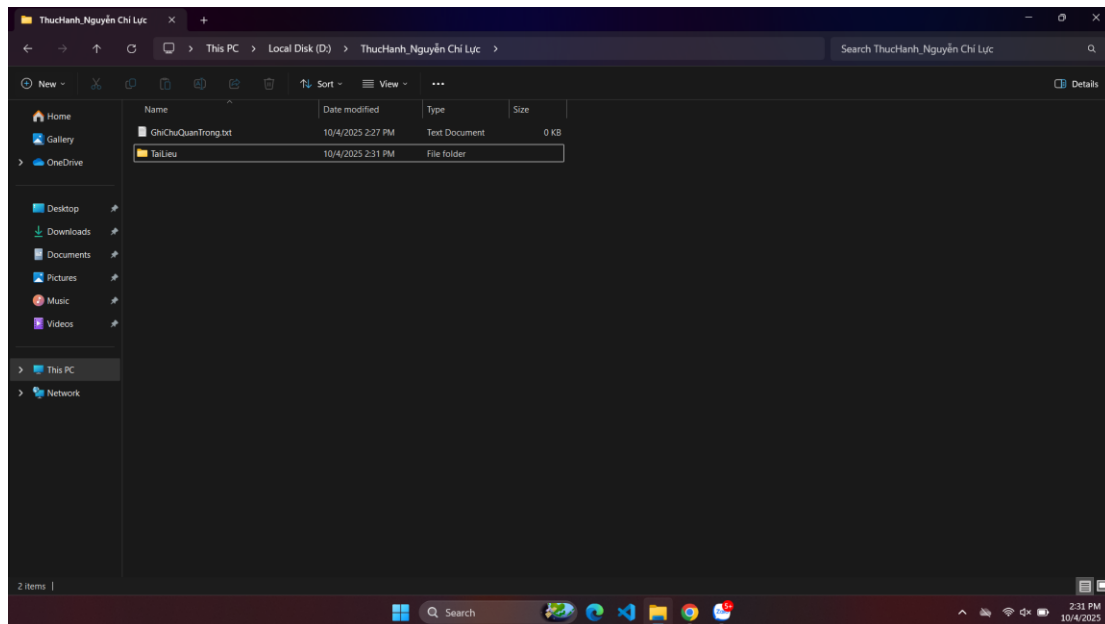 ThucHanh_Nguyễn Chí Lực
This PC > Local Disk (D:) > ThucHanh_Nguyễn Chí Lực >
Search ThucHanh_Nguyễn Chí Lực
New
Sort
View
Details
Home
Gallery
OneDrive
Desktop
Downloads
Documents
Pictures
Music
Videos
This PC
Network
Name Date modified Type Size
GhiChuQuanTrong.txt 10/4/2025 2:27 PM Text Document 0 KB
TaiLieu 10/4/2025 2:31 PM File folder
2 items
Search
5+
2:31 PM
10/4/2025